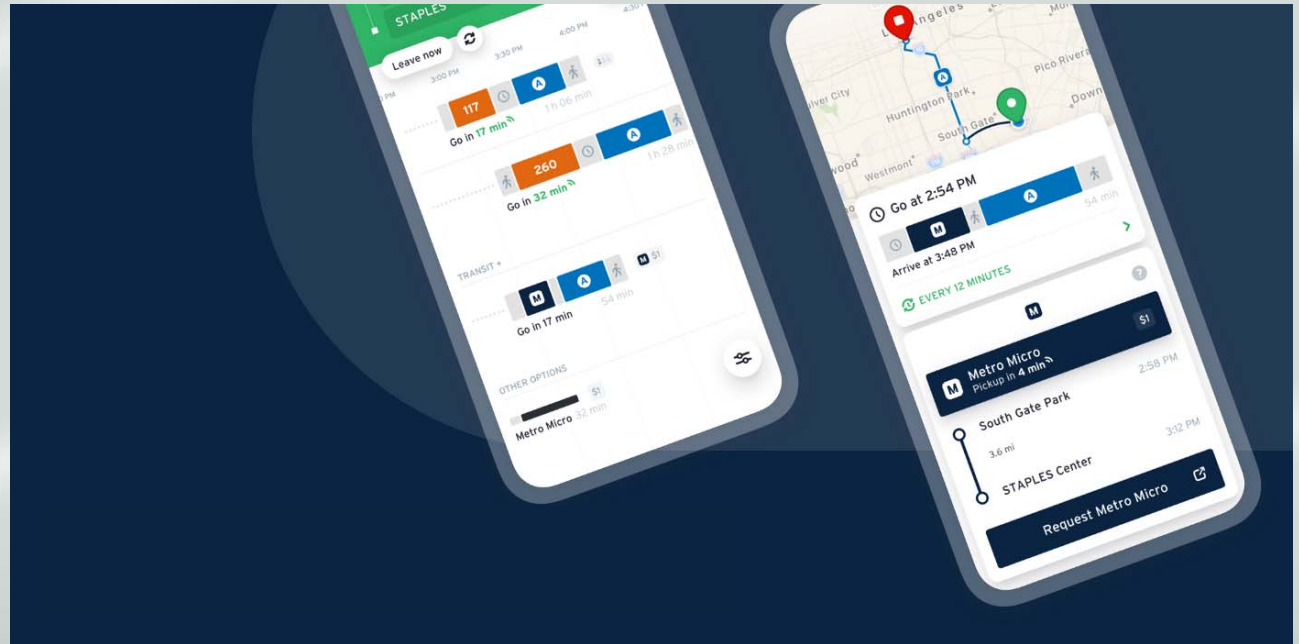 STAPLES
Leave now
3:00 PM
3:30 PM
4:00 PM
4:30
PM
117
A
1 h 06 min
Go in 17 min
260
A
1 h 28 min
Go in 32 min
TRANSIT +
M
A
M $1
54 min
Go in 17 min
OTHER OPTIONS
$1
Metro Micro 32 min
Los Angeles
A
Pico Rivera
Culver City
Huntington Park
Down
South Gate
Westmont
Go at 2:54 PM
M
A
54 min
Arrive at 3:48 PM
EVERY 12 MINUTES
?
M
M
Metro Micro
$1
Pickup in 4 min
South Gate Park
2:58 PM
3.6 mi
STAPLES Center
3:12 PM
Request Metro Micro